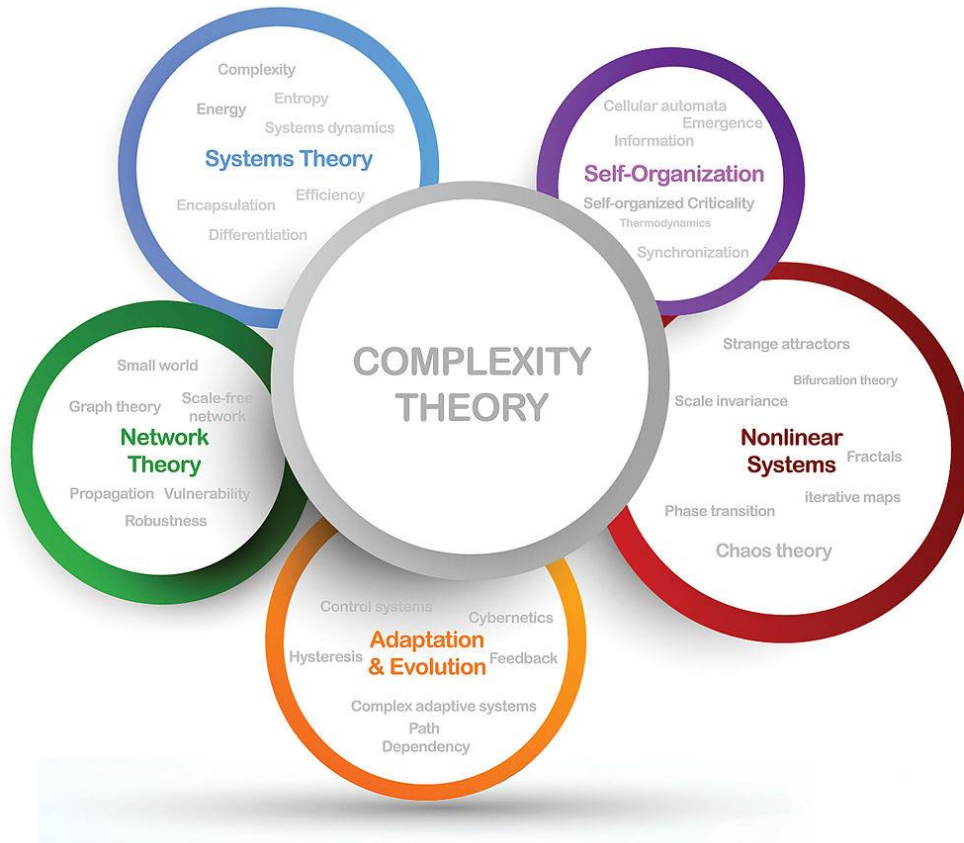 Complexity
Entropy
Energy
Systems dynamics
Systems Theory
Efficiency
Encapsulation
Differentiation
Cellular automata
Emergence
Information
Self-Organization
Self-organized Criticality
Thermodynamics
Synchronization
COMPLEXITY
THEORY
Small world
Scale-free
Graph theory
network
Network
Theory
Propagation Vulnerability
Robustness
Strange attractors
Bifurcation theory
Scale invariance
Nonlinear
Systems
Fractals
iterative maps
Phase transition
Chaos theory
Control systems
Cybernetics
Adaptation
& Evolution
Hysteresis
Feedback
Complex adaptive systems
Path
Dependency